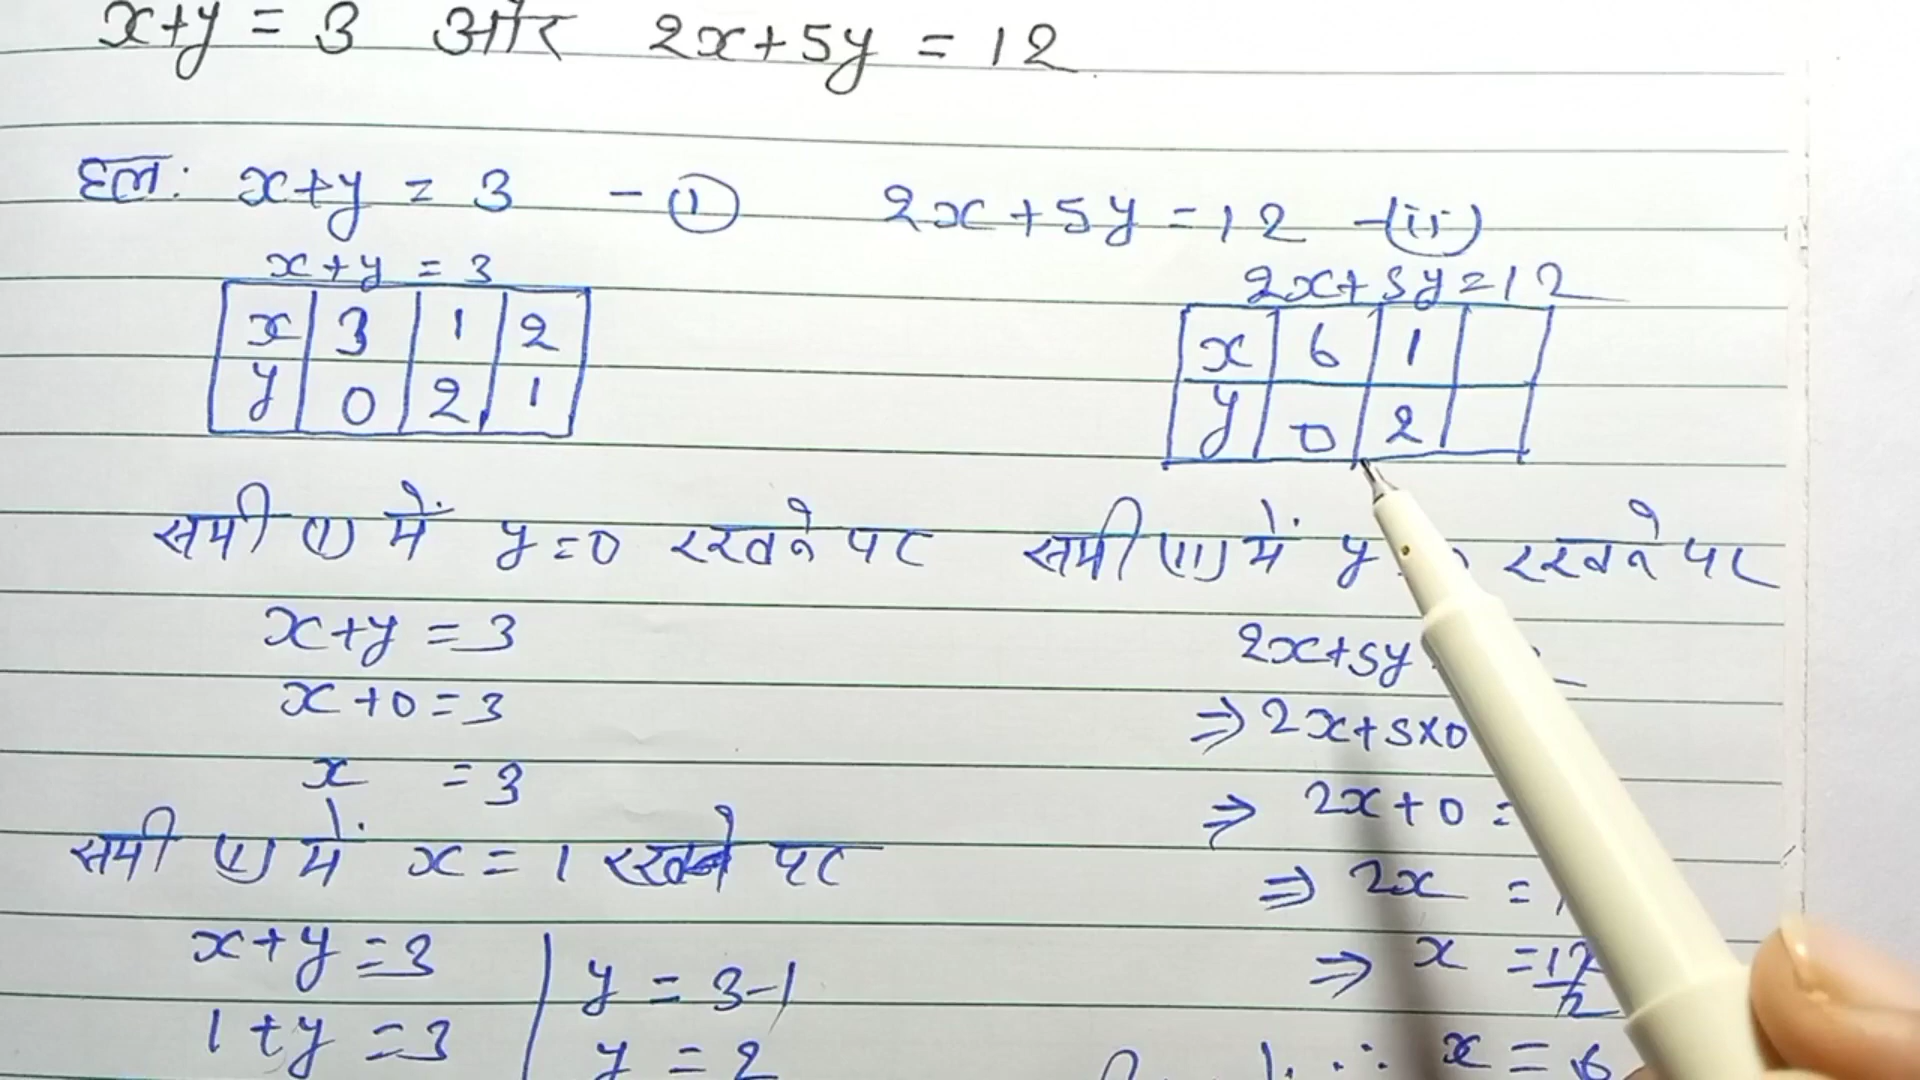 x+y = 3 और 2x+5y = 12
हल: x+y = 3 - ① 2x+5y=12 -(ii)
x+y = 3 2x+5y=12
x 3 1 2 x 6 1
y 0 2 1 y 0 2
समी (i) में y=0 रखने पर समी (ii) में y रखने पर
x+y = 3 2x+5y
x+0=3 ⇒ 2x+5x0
x = 3 ⇒ 2x+0 =
समी (i) में x = 1 रखने पर ⇒ 2x =
x+y=3 y = 3-1 ⇒ x = 12/2
1+y=3 y = 2 ∴ x = 6